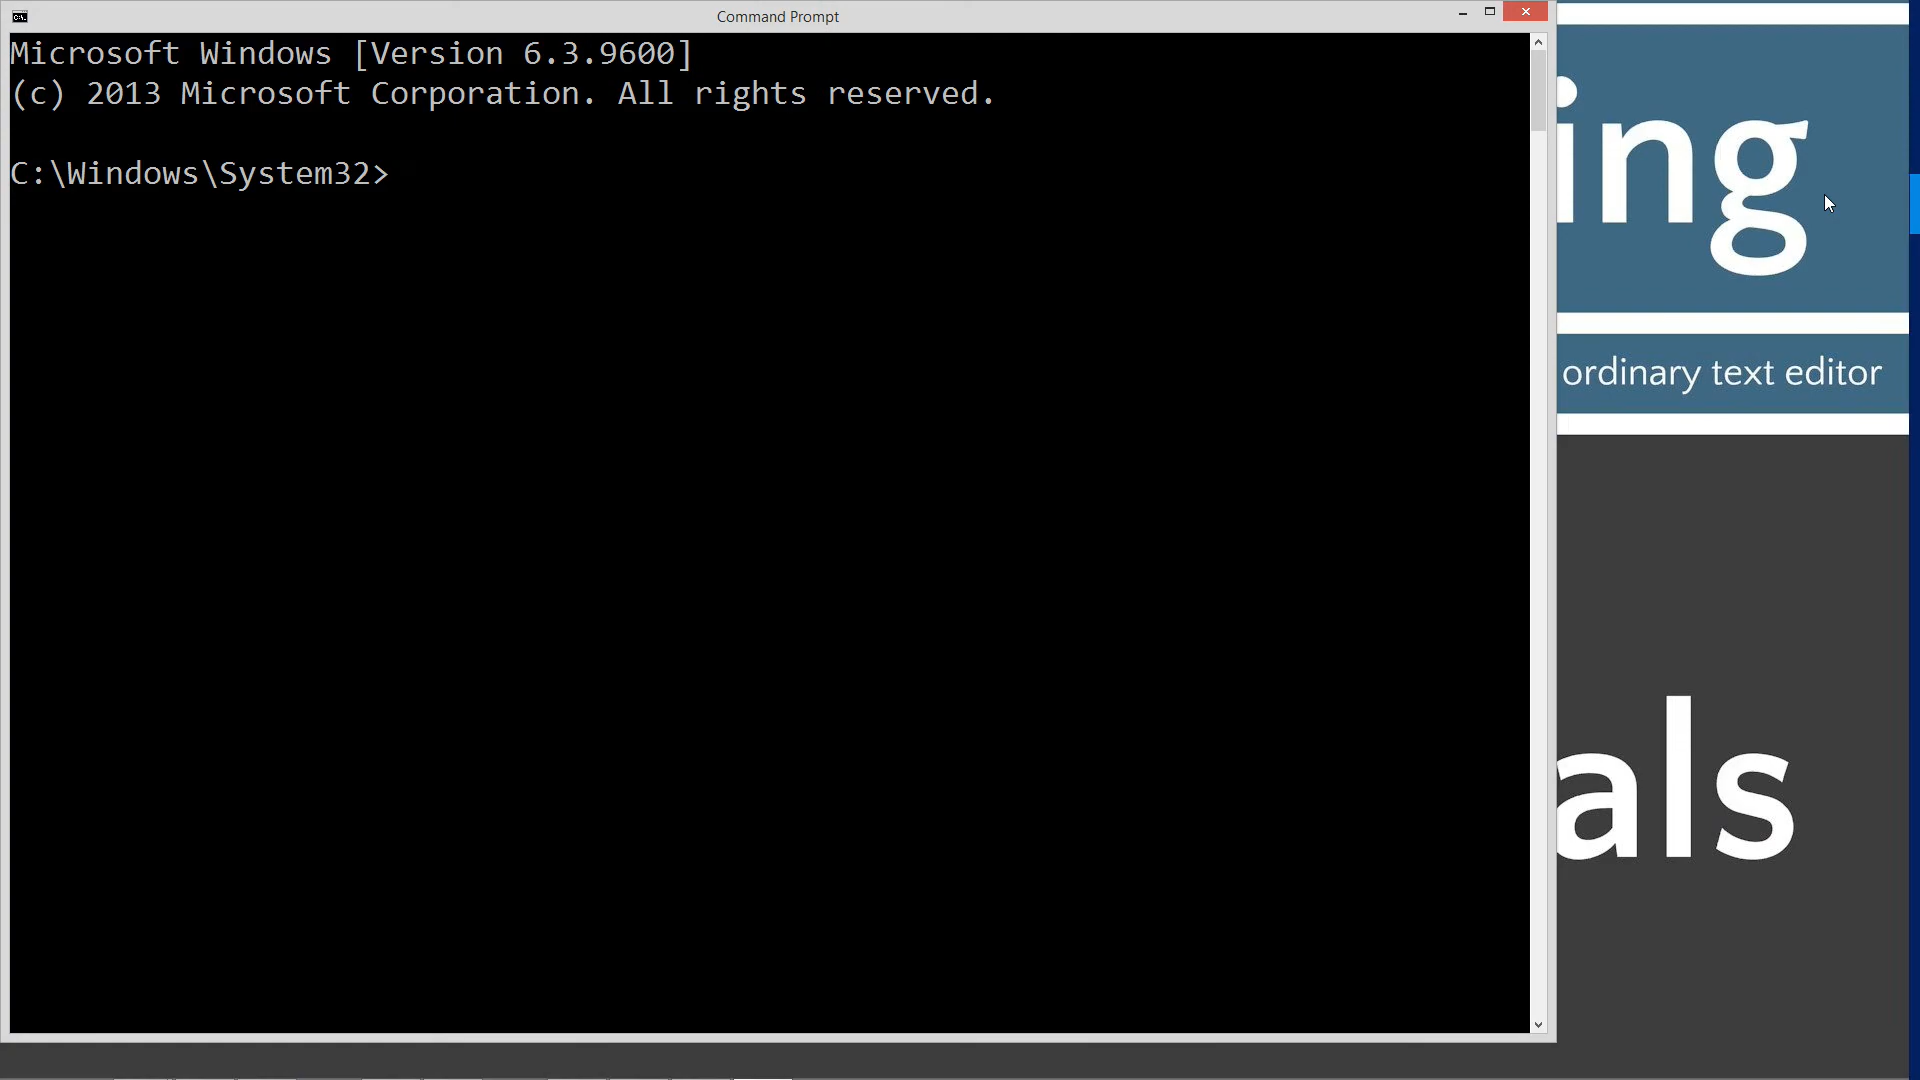 Command Prompt
Microsoft Windows [Version 6.3.9600]
(c) 2013 Microsoft Corporation. All rights reserved.
C:\Windows\System32>
ing
ordinary text editor
als